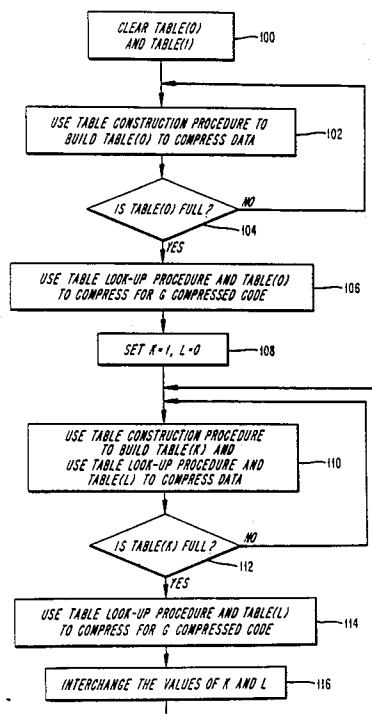 CLEAR TABLE(0)
AND TABLE(1)
100
USE TABLE CONSTRUCTION PROCEDURE TO
BUILD TABLE(0) TO COMPRESS DATA
102
IS TABLE(0) FULL?
NO
104
YES
USE TABLE LOOK-UP PROCEDURE AND TABLE(0)
TO COMPRESS FOR G COMPRESSED CODE
106
SET K=1, L=0
108
USE TABLE CONSTRUCTION PROCEDURE
TO BUILD TABLE(K) AND
USE TABLE LOOK-UP PROCEDURE AND
TABLE(L) TO COMPRESS DATA
110
IS TABLE(K) FULL?
NO
112
YES
USE TABLE LOOK-UP PROCEDURE AND TABLE(L)
TO COMPRESS FOR G COMPRESSED CODE
114
INTERCHANGE THE VALUES OF K AND L
116